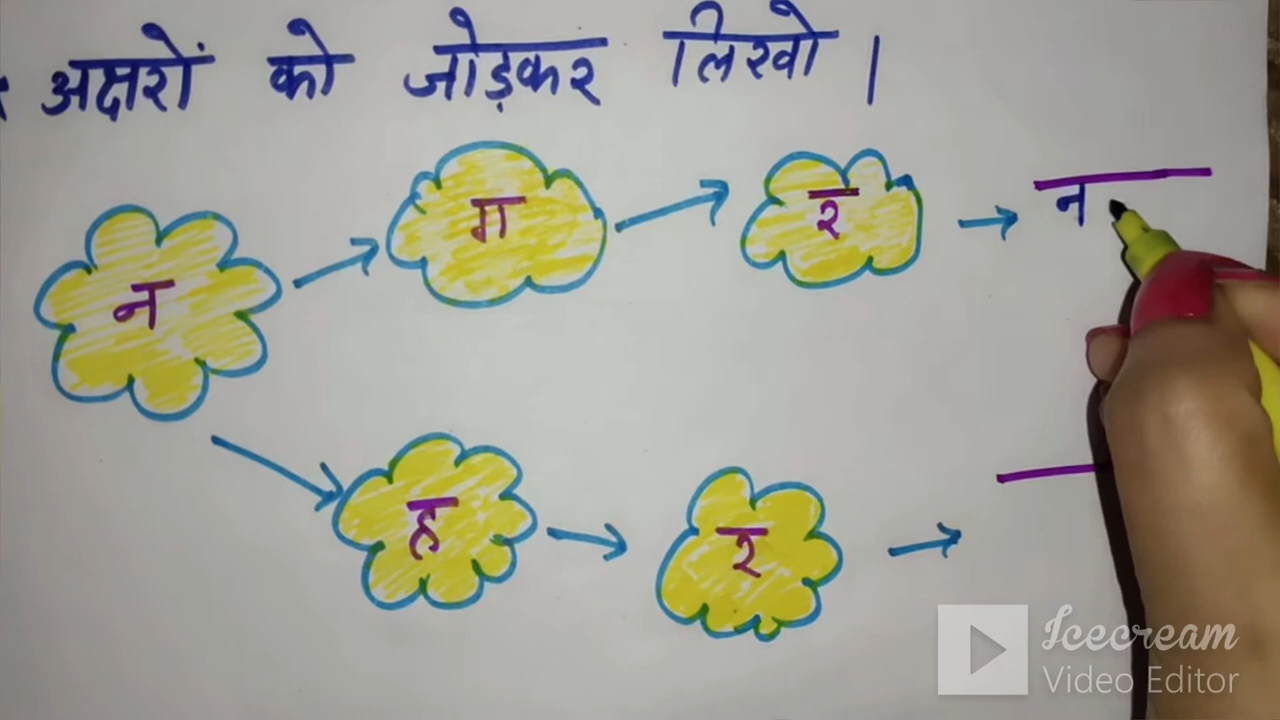 अक्षरों को जोड़कर लिखो ।
न ग र न
ह र
Icecream
Video Editor